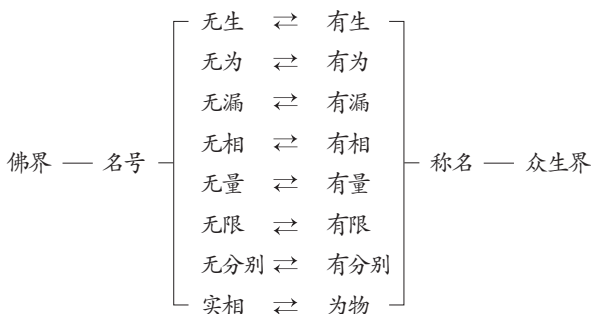 无生 ⇄ 有生
无为 ⇄ 有为
无漏 ⇄ 有漏
无相 ⇄ 有相
佛界 — 名号 称名 — 众生界
无量 ⇄ 有量
无限 ⇄ 有限
无分别 ⇄ 有分别
实相 ⇄ 为物